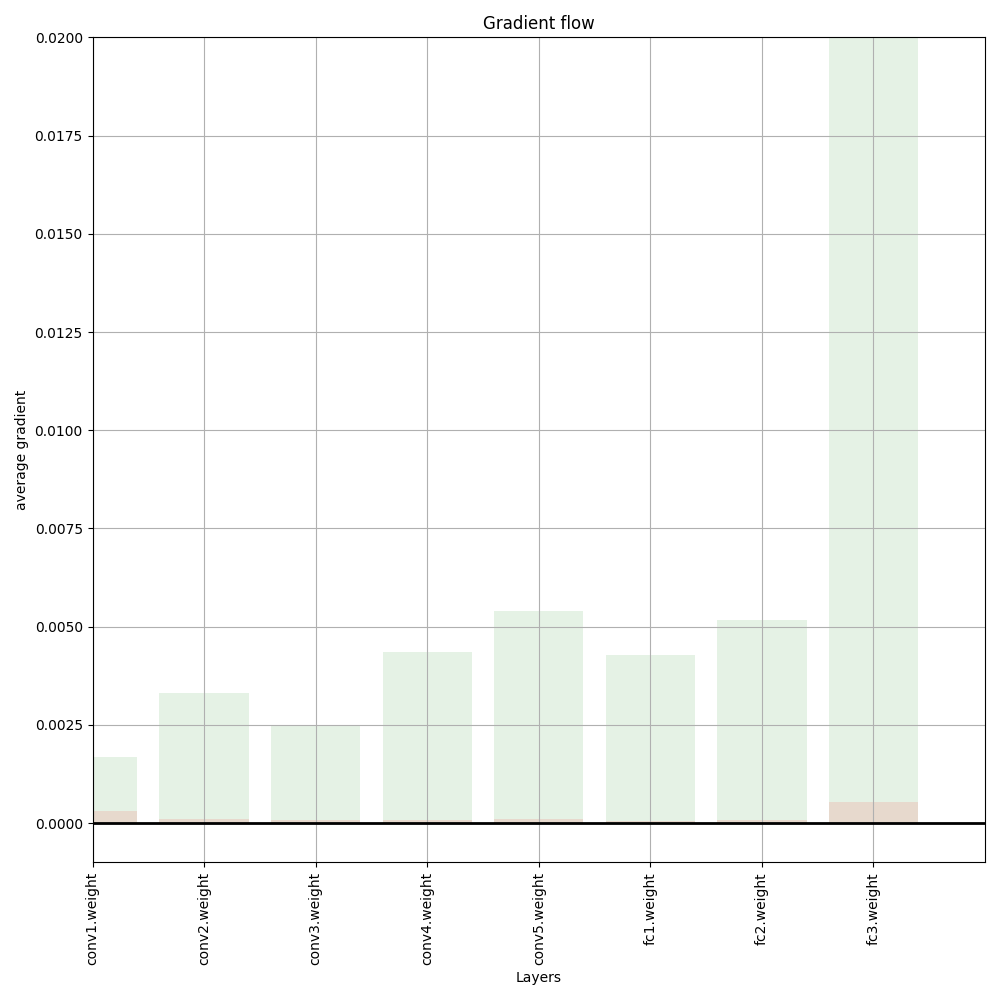 Gradient flow
0.0200
0.0175
0.0150
0.0125
0.0100
0.0075
0.0050
0.0025
0.0000
average gradient
conv1.weight
conv2.weight
conv3.weight
conv4.weight
conv5.weight
fc1.weight
fc2.weight
fc3.weight
Layers